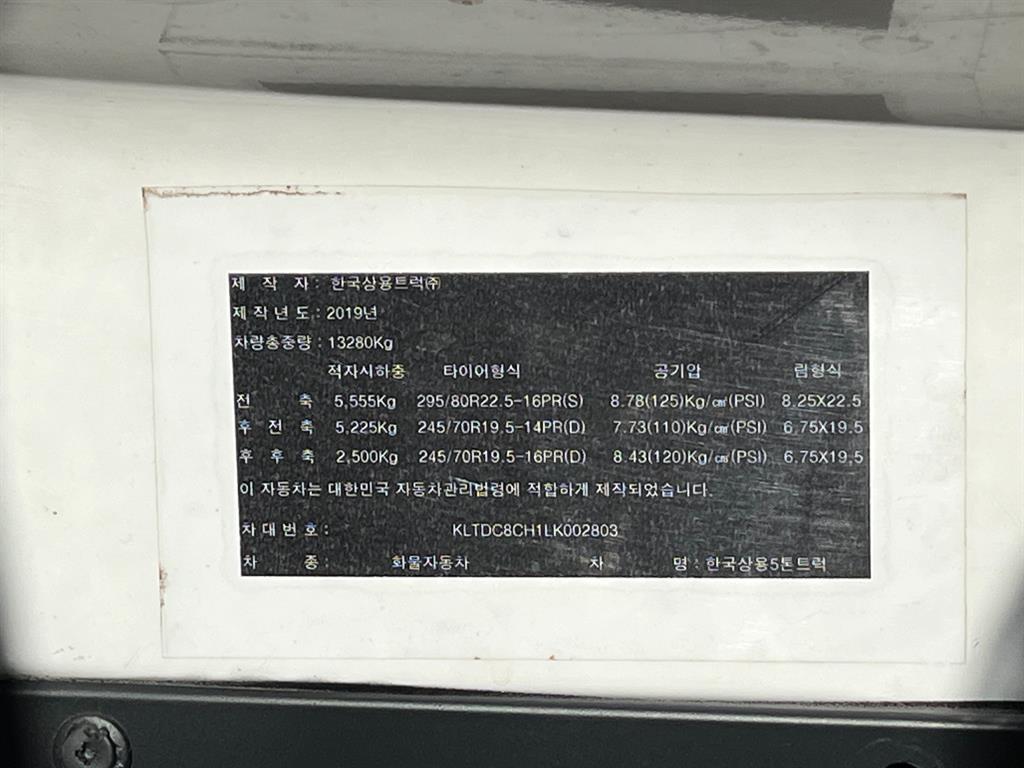 제 작 자 : 한국상용트럭㈜
제 작 년 도 : 2019년
차량총중량 : 13280Kg
적차시하중 타이어형식 공기압 림형식
전 축 5,555Kg 295/80R22.5-16PR(S) 8.78(125)Kg/㎠(PSI) 8.25X22.5
후 전 축 5,225Kg 245/70R19.5-14PR(D) 7.73(110)Kg/㎠(PSI) 6.75X19.5
후 후 축 2,500Kg 245/70R19.5-16PR(D) 8.43(120)Kg/㎠(PSI) 6.75X19.5
이 자동차는 대한민국 자동차관리법령에 적합하게 제작되었습니다.
차 대 번 호 : KLTDC8CH1LK002803
차 종 : 화물자동차 차 명 : 한국상용5톤트럭